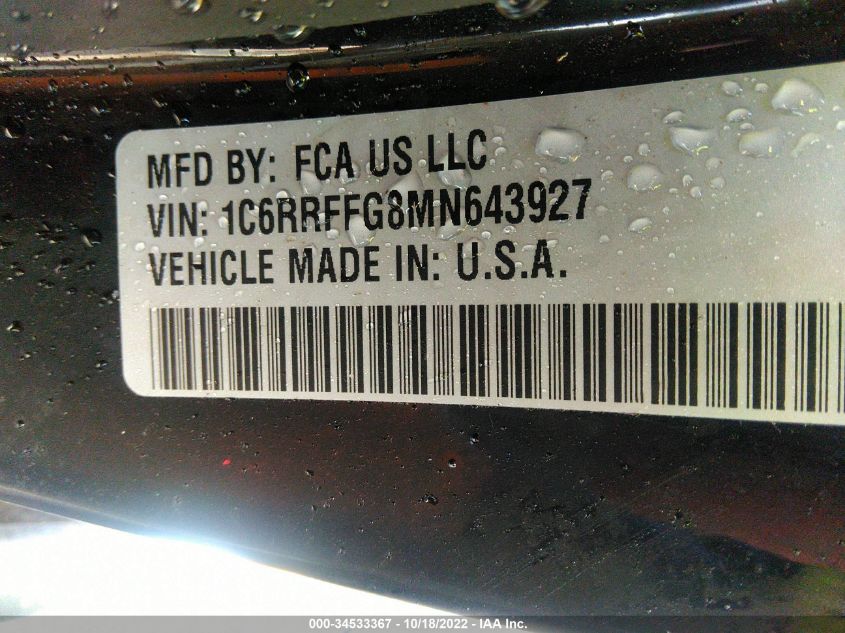 MFD BY: FCA US LLC
VIN: 1C6RRFFG8MN643927
VEHICLE MADE IN: U.S.A.
000-34533367 - 10/18/2022 - IAA Inc.